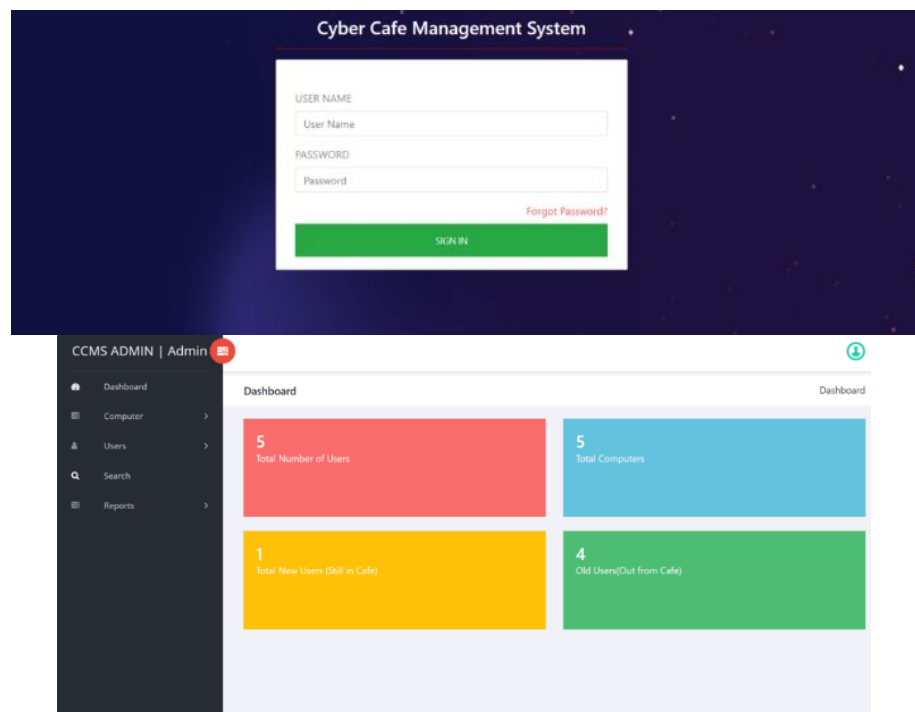 Cyber Cafe Management System
USER NAME
User Name
PASSWORD
Password
Forgot Password?
SIGN IN
CCMS ADMIN | Admin
Dashboard
Computer
Users
Search
Reports
Dashboard
Dashboard
5
Total Number of Users
5
Total Computers
1
Total New Users (Still in Cafe)
4
Old Users(Out from Cafe)